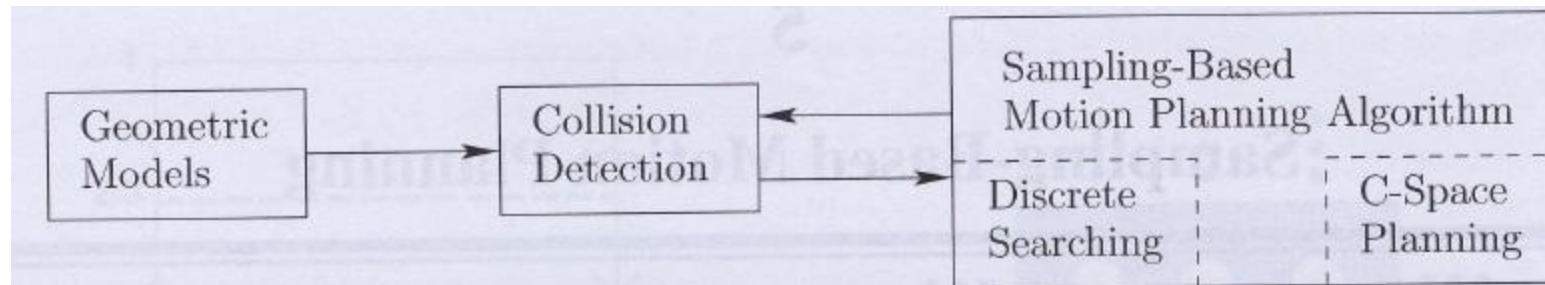 Geometric
Models
Collision
Detection
Sampling-Based
Motion Planning Algorithm
Discrete
Searching
C-Space
Planning